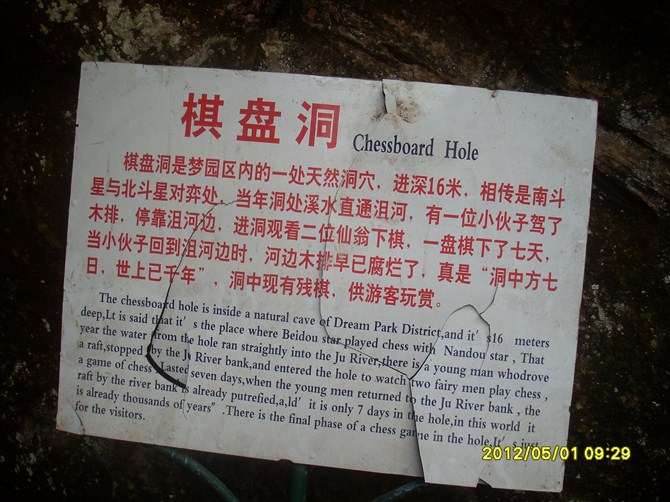 棋盘洞 Chessboard Hole
棋盘洞是梦园区内的一处天然洞穴，进深16米，相传是南斗
星与北斗星对弈处。当年洞处溪水直通沮河，有一位小伙子驾了
木排，停靠沮河边，进洞观看二位仙翁下棋，一盘棋下了七天，
当小伙子回到沮河边时，河边木排早已腐烂了，真是“洞中方七
日，世上已千年”，洞中现有残棋，供游客玩赏。
The chessboard hole is inside a natural cave of Dream Park District,and it's16 meters
deep,Lt is said that it's the place where Beidou star played chess with Nandou star , That
year the water from the hole ran straightly into the Ju River,there is a young man whodrove
a raft,stopped by the Ju River bank,and entered the hole to watch two fairy men play chess ,
a game of chess lasted seven days,when the young men returned to the Ju River bank , the
raft by the river bank is already putrefied,a,ld' it is only 7 days in the hole,in this world it
is already thousands of years" .There is the final phase of a chess game in the hole.It's just
for the visitors.
2012/05/01 09:29